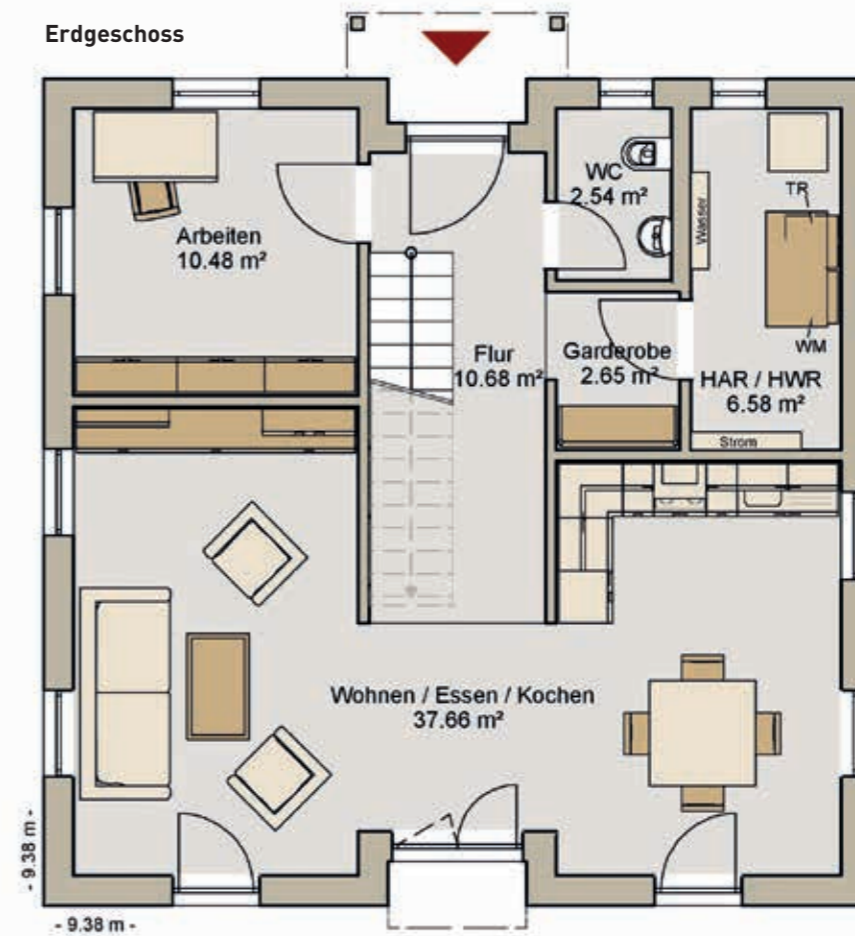 Erdgeschoss
WC
2.54 m²
TR
Wasser
Arbeiten
10.48 m²
WM
Flur
10.68 m²
Garderobe
2.65 m²
HAR / HWR
6.58 m²
Strom
Wohnen / Essen / Kochen
37.66 m²
- 9.38 m -
- 9.38 m -